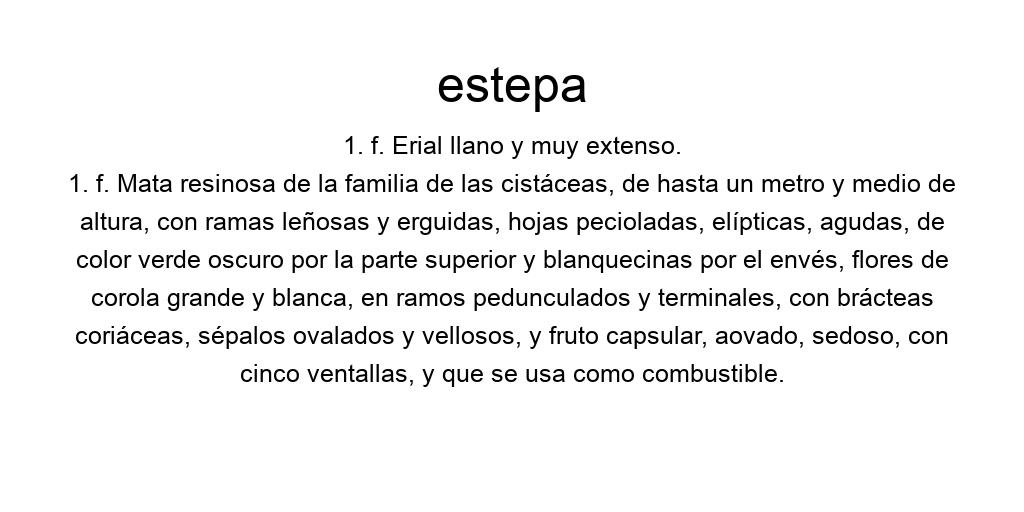 estepa
1. f. Erial llano y muy extenso.
1. f. Mata resinosa de la familia de las cistáceas, de hasta un metro y medio de
altura, con ramas leñosas y erguidas, hojas pecioladas, elípticas, agudas, de
color verde oscuro por la parte superior y blanquecinas por el envés, flores de
corola grande y blanca, en ramos pedunculados y terminales, con brácteas
coriáceas, sépalos ovalados y vellosos, y fruto capsular, aovado, sedoso, con
cinco ventallas, y que se usa como combustible.